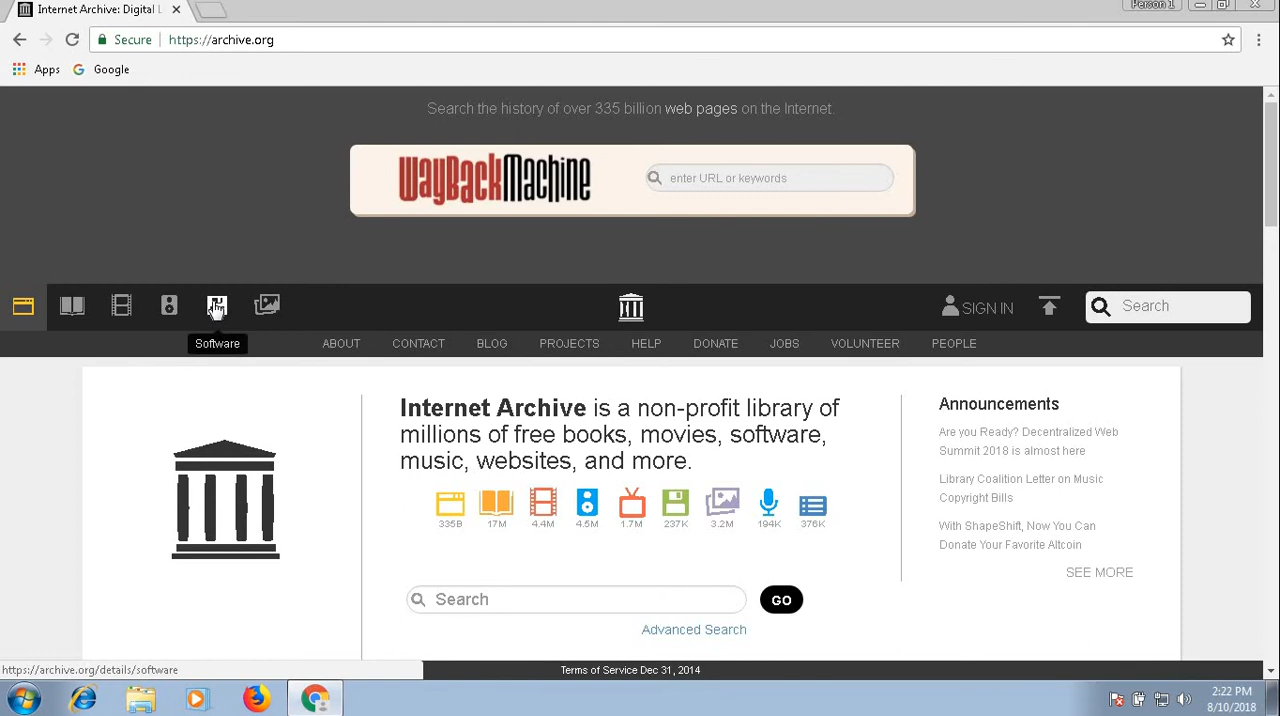 Internet Archive: Digital L
Person 1
Secure
https://archive.org
Apps
Google
Search the history of over 335 billion web pages on the Internet.
WayBackMachine
enter URL or keywords
SIGN IN
Search
Software
ABOUT
CONTACT
BLOG
PROJECTS
HELP
DONATE
JOBS
VOLUNTEER
PEOPLE
Internet Archive is a non-profit library of
millions of free books, movies, software,
music, websites, and more.
335B
17M
4.4M
4.5M
1.7M
237K
3.2M
194K
376K
Search
GO
Advanced Search
Announcements
Are you Ready? Decentralized Web
Summit 2018 is almost here
Library Coalition Letter on Music
Copyright Bills
With ShapeShift, Now You Can
Donate Your Favorite Altcoin
SEE MORE
https://archive.org/details/software
Terms of Service Dec 31, 2014
2:22 PM
8/10/2018